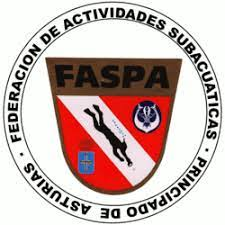 FEDERACION DE ACTIVIDADES SUBACUATICAS
- PRINCIPADO DE ASTURIAS -
FASPA